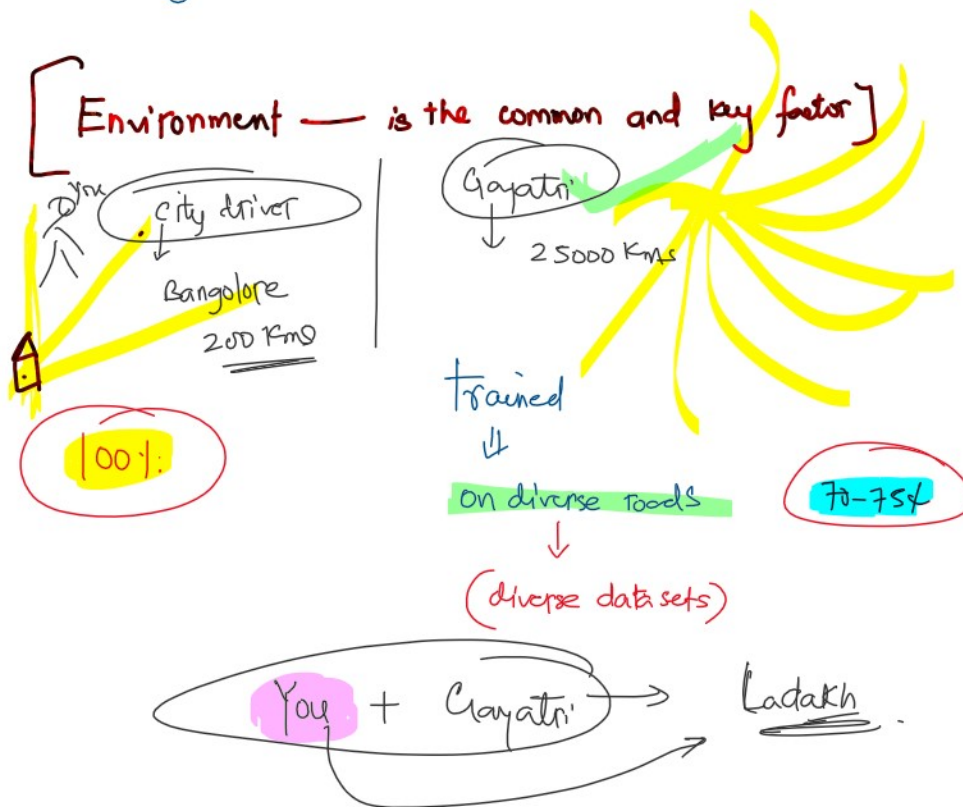 [Environment — is the common and key factor]
You
City driver
Bangolore
200 Kms
100%
Gayatri
25000 Kms
Trained
on diverse roads
(diverse datasets)
70-75%
You + Gayatri → Ladakh